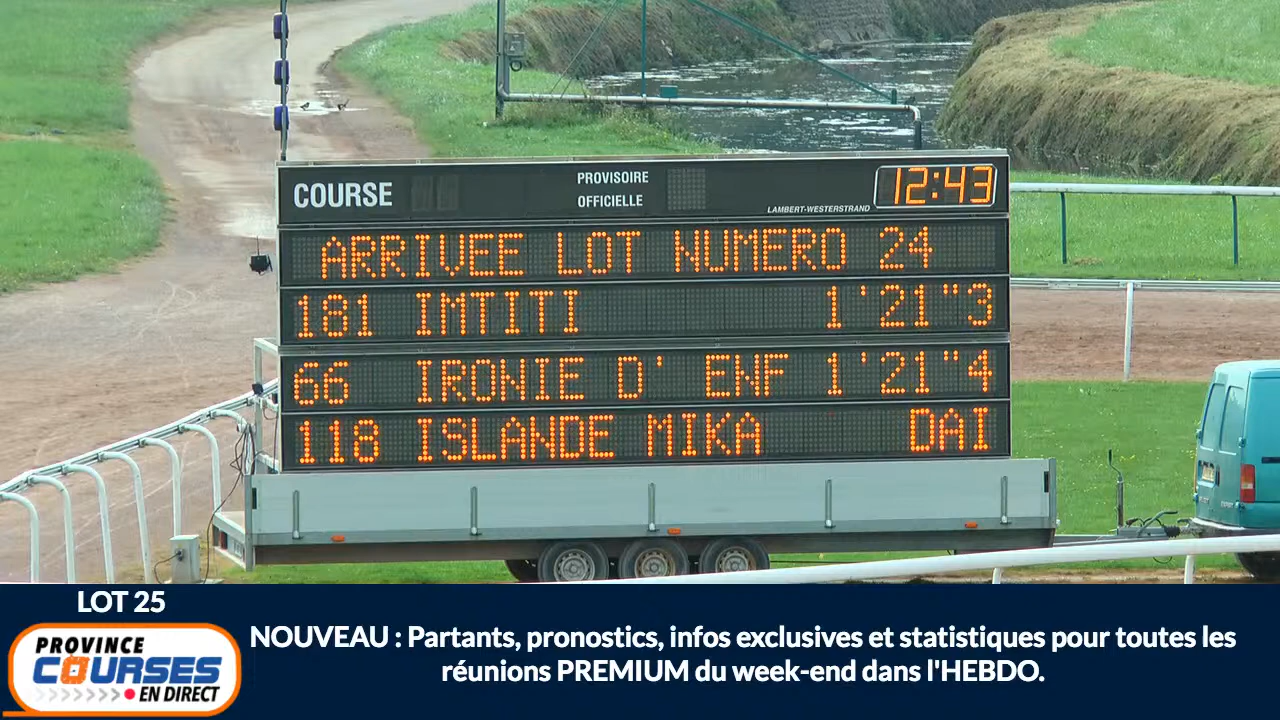 COURSE
PROVISOIRE
OFFICIELLE
LAMBERT-WESTERSTRAND
12:43
ARRIVEE LOT NUMERO 24
181 IMTITI 1'21"3
66 IRONIE D' ENF 1'21"4
118 ISLANDE MIKA DAI
LOT 25
PROVINCE
COURSES
EN DIRECT
NOUVEAU : Partants, pronostics, infos exclusives et statistiques pour toutes les
réunions PREMIUM du week-end dans l'HEBDO.